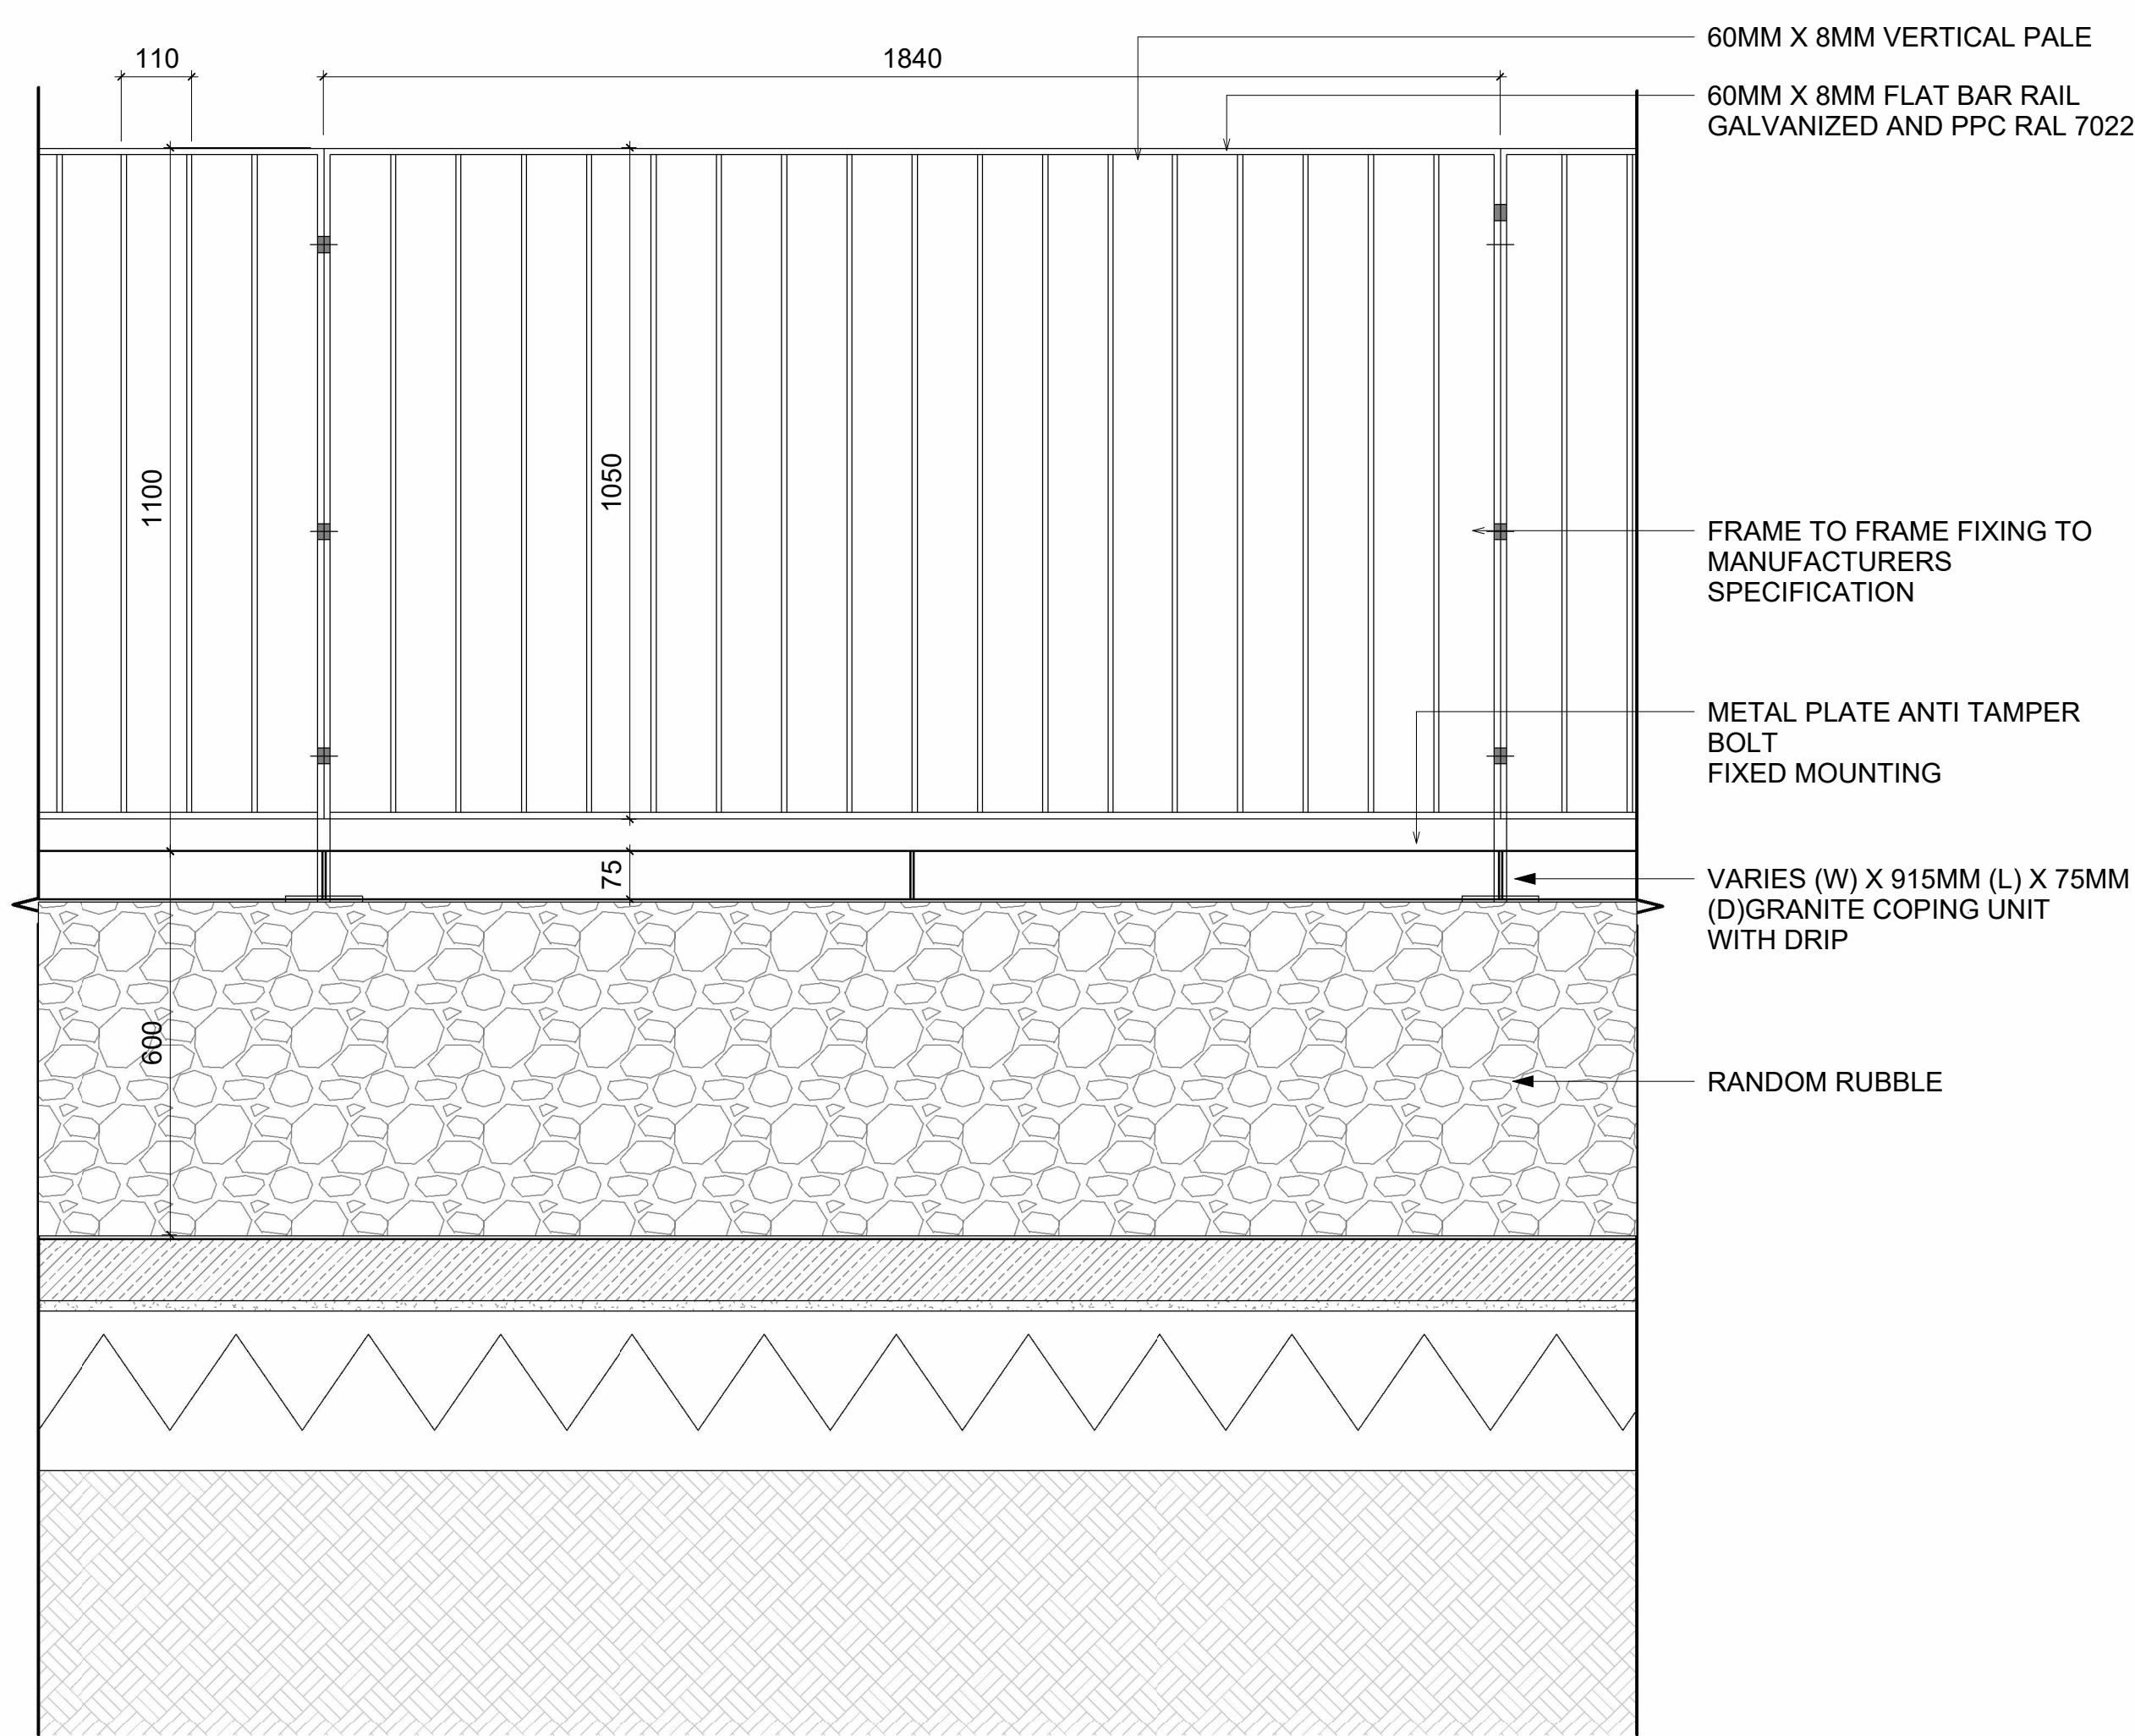 110
1840
60MM X 8MM VERTICAL PALE
60MM X 8MM FLAT BAR RAIL
GALVANIZED AND PPC RAL 7022
1100
1050
FRAME TO FRAME FIXING TO
MANUFACTURERS
SPECIFICATION
METAL PLATE ANTI TAMPER
BOLT
FIXED MOUNTING
75
VARIES (W) X 915MM (L) X 75MM
(D)GRANITE COPING UNIT
WITH DRIP
600
RANDOM RUBBLE